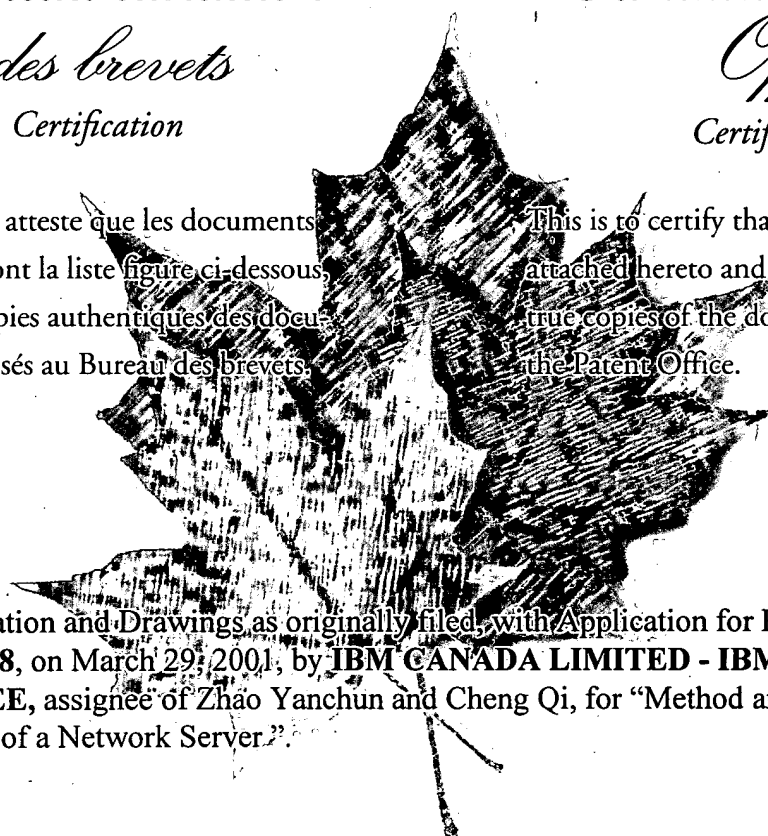 des brevets
Certification
Certif
atteste que les documents
This is to certify tha
ont la liste figure ci-dessous,
attached hereto and
pies authentiques des docu-
true copies of the do
sés au Bureau des brevets.
the Patent Office.
ation and Drawings as originally filed, with Application for
8, on March 29, 2001, by IBM CANADA LIMITED - IBM
EE, assignee of Zhao Yanchun and Cheng Qi, for “Method a
of a Network Server.”.